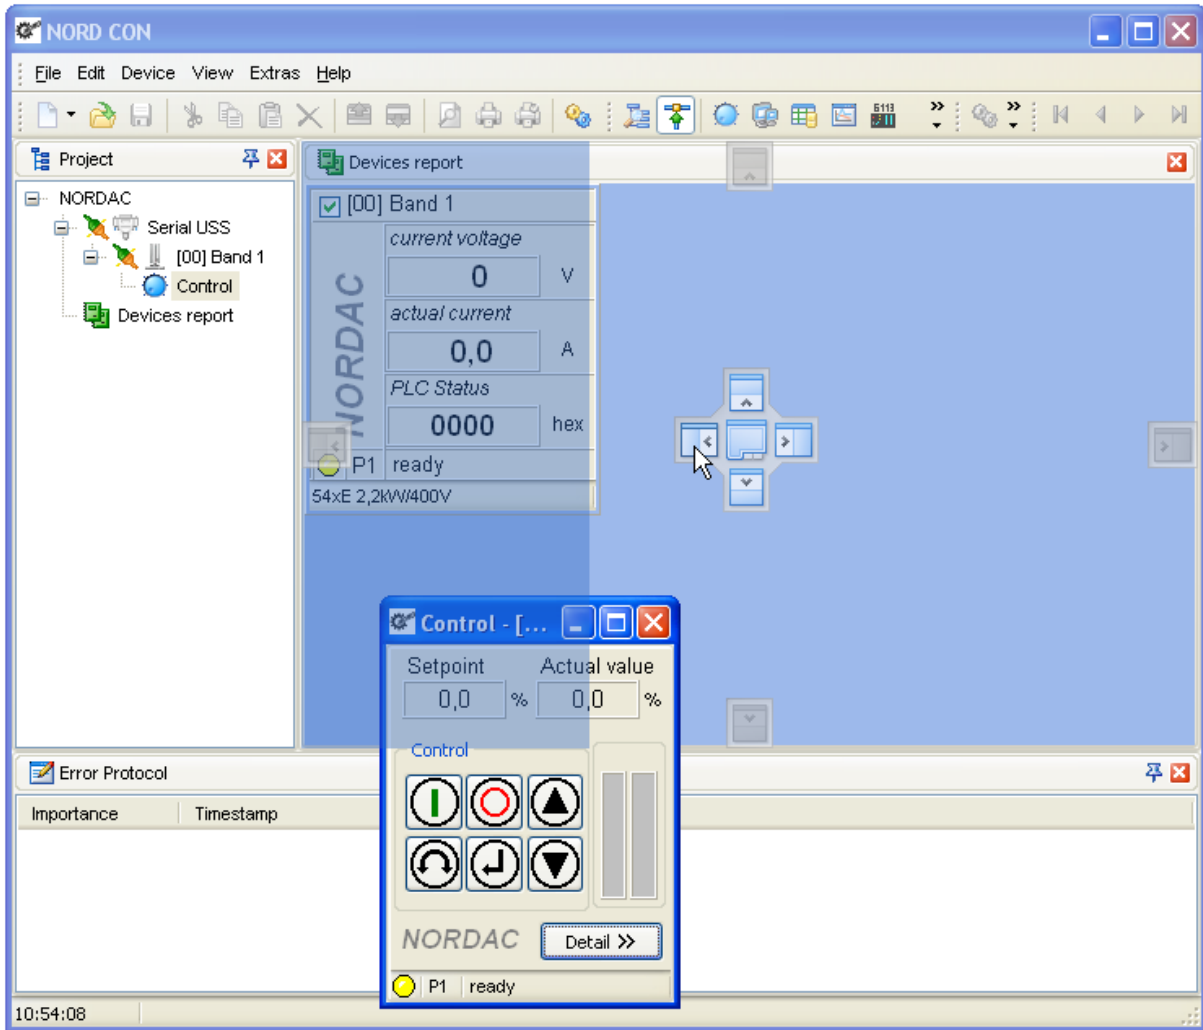 NORD CON
File Edit Device View Extras Help
6113
Project
Devices report
NORDAC
Serial USS
[00] Band 1
Control
Devices report
[00] Band 1
NORDAC
current voltage
0 V
actual current
0,0 A
PLC Status
0000 hex
P1 ready
54xE 2,2kW/400V
Control - [...
Setpoint Actual value
0,0 % 0,0 %
Control
NORDAC Detail >>
P1 ready
Error Protocol
Importance Timestamp
10:54:08